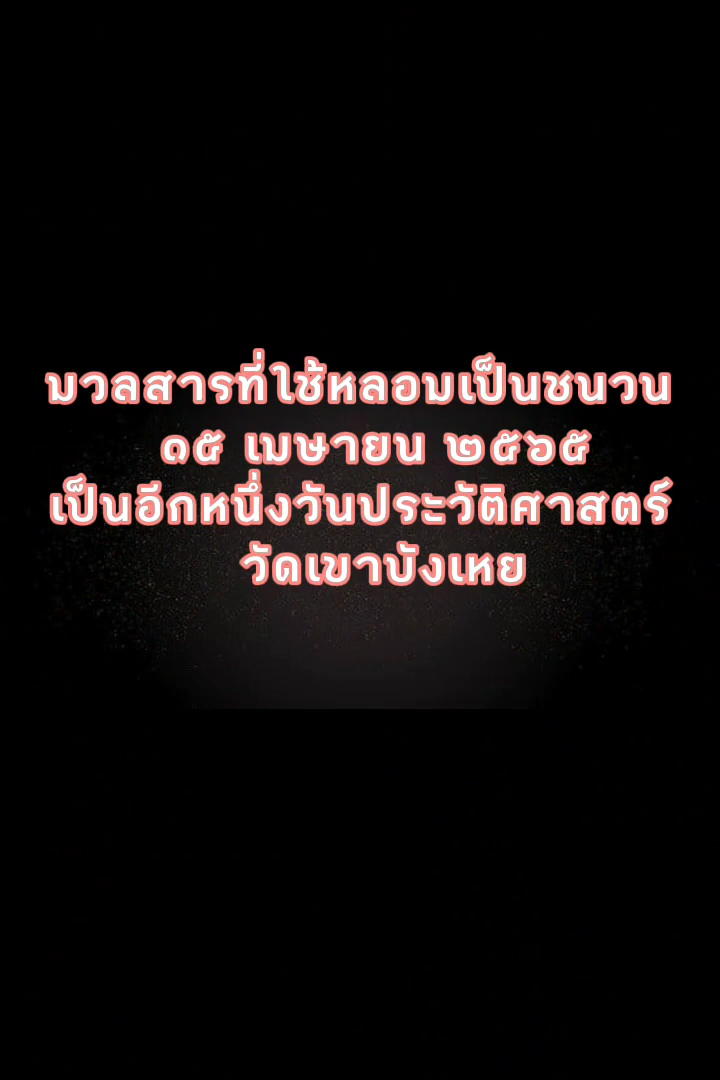 มวลสารที่ใช้หลอมเป็นชนวน
๑๕ เมษายน ๒๕๖๕
เป็นอีกหนึ่งวันประวัติศาสตร์
วัดเขาบังเหย